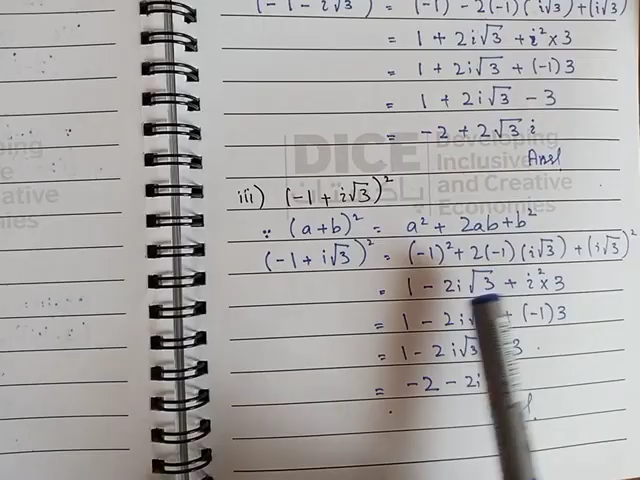 (-1-i√3) = (-1) - 2(-1)(i√3)+(i√3)
= 1 + 2i√3 + i²×3
= 1 + 2i√3 + (-1)3
= 1 + 2i√3 - 3
= -2 + 2√3 i
Ans
DICE Developing Inclusive and Creative Economies
iii) (-1 + i√3)²
∵ (a+b)² = a² + 2ab + b²
(-1 + i√3)² = (-1)² + 2(-1)(i√3) + (i√3)²
= 1 - 2i√3 + i²×3
= 1 - 2i + (-1)3
= 1 - 2i√3 3
= -2 - 2i